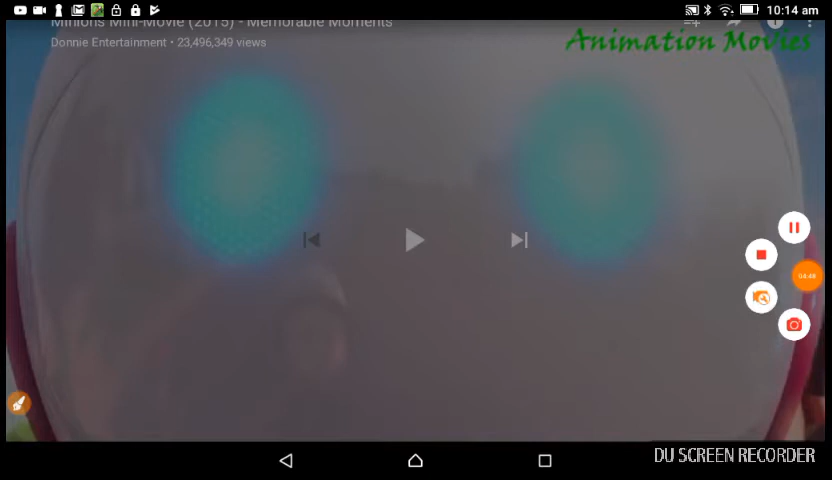 10:14 am
Minions Mini-Movie (2015) - Memorable Moments
Donnie Entertainment • 23,496,349 views
Animation Movies
04:48
DU SCREEN RECORDER